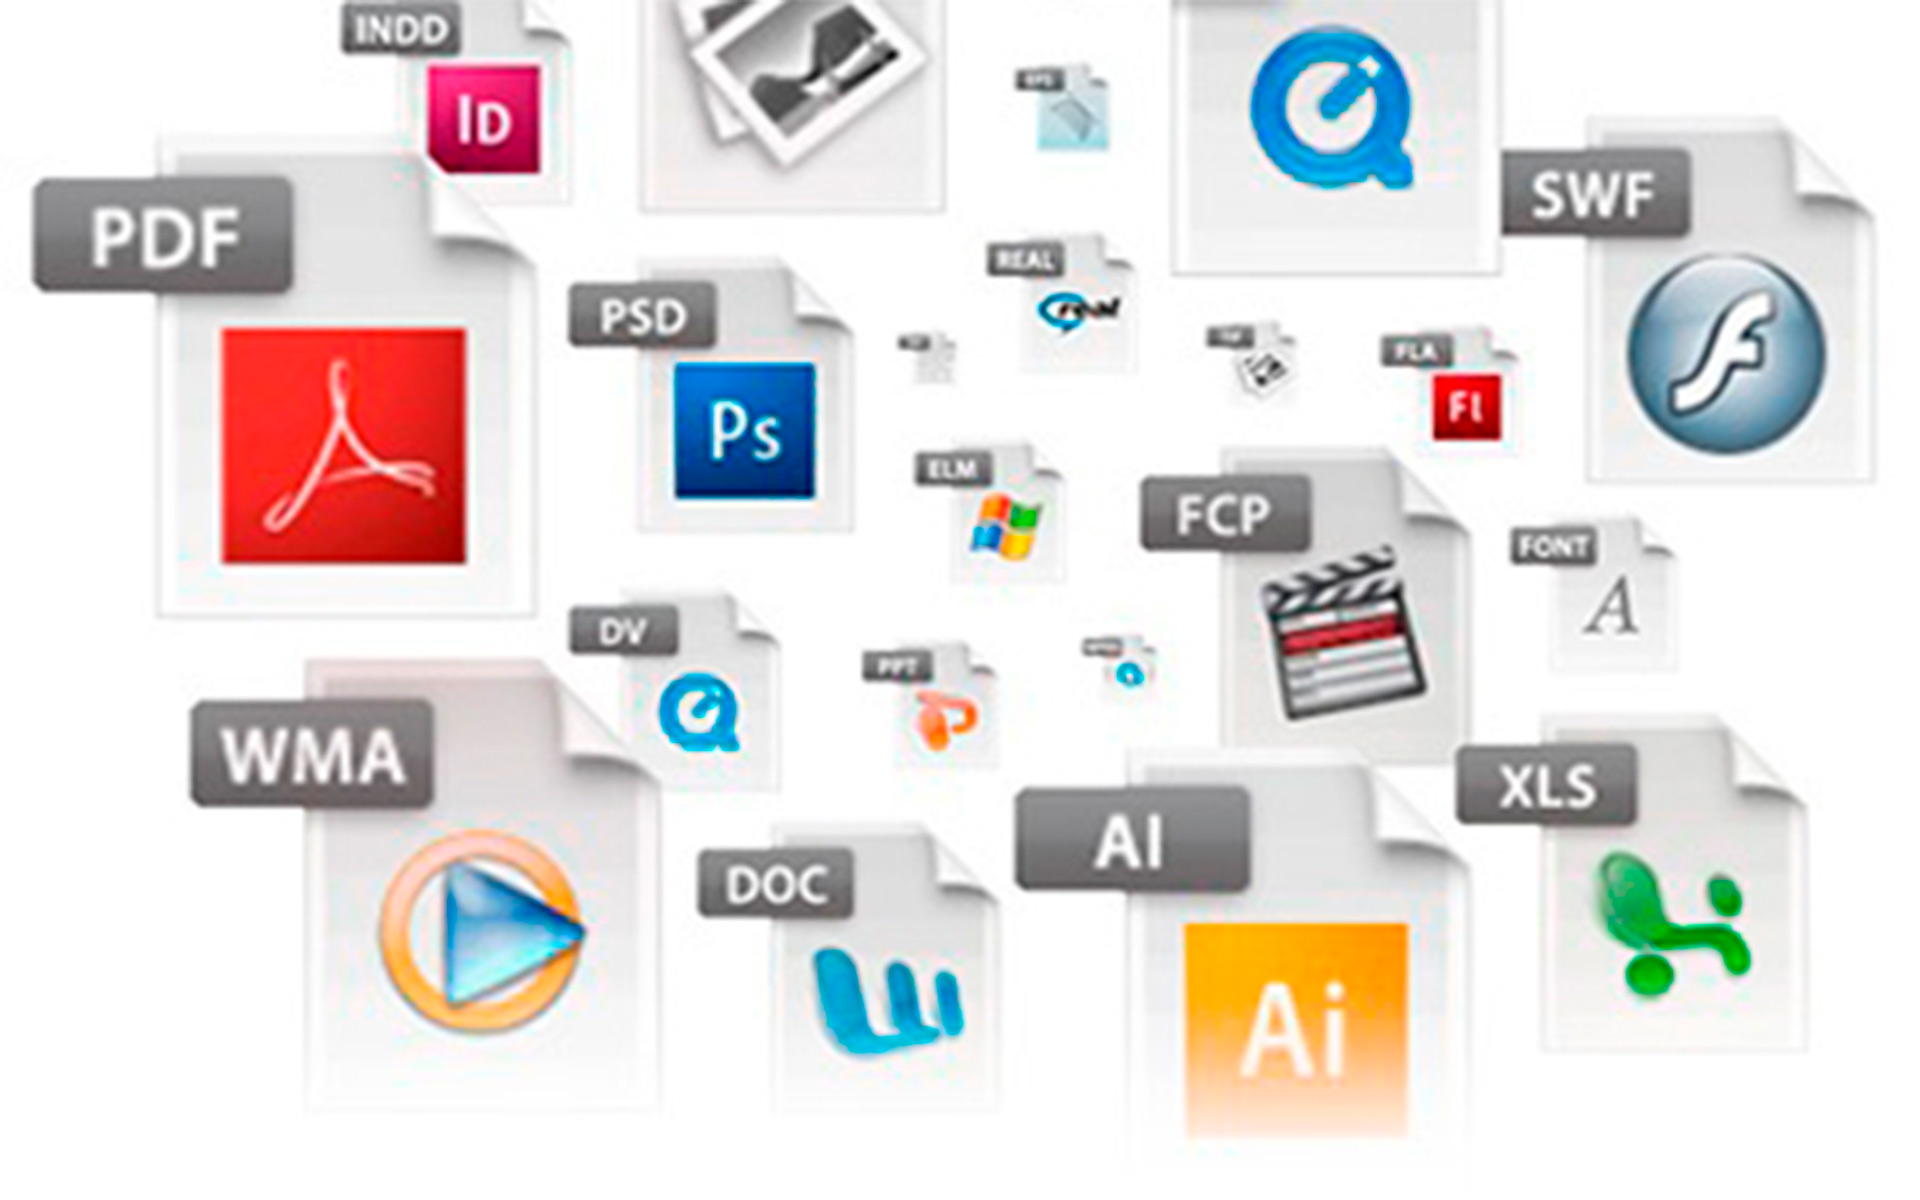 INDD
ID
PDF
SWF
REAL
real
PSD
FLA
Fl
Ps
ELM
FCP
FONT
A
DV
PPT
WMA
XLS
AI
DOC
Ai